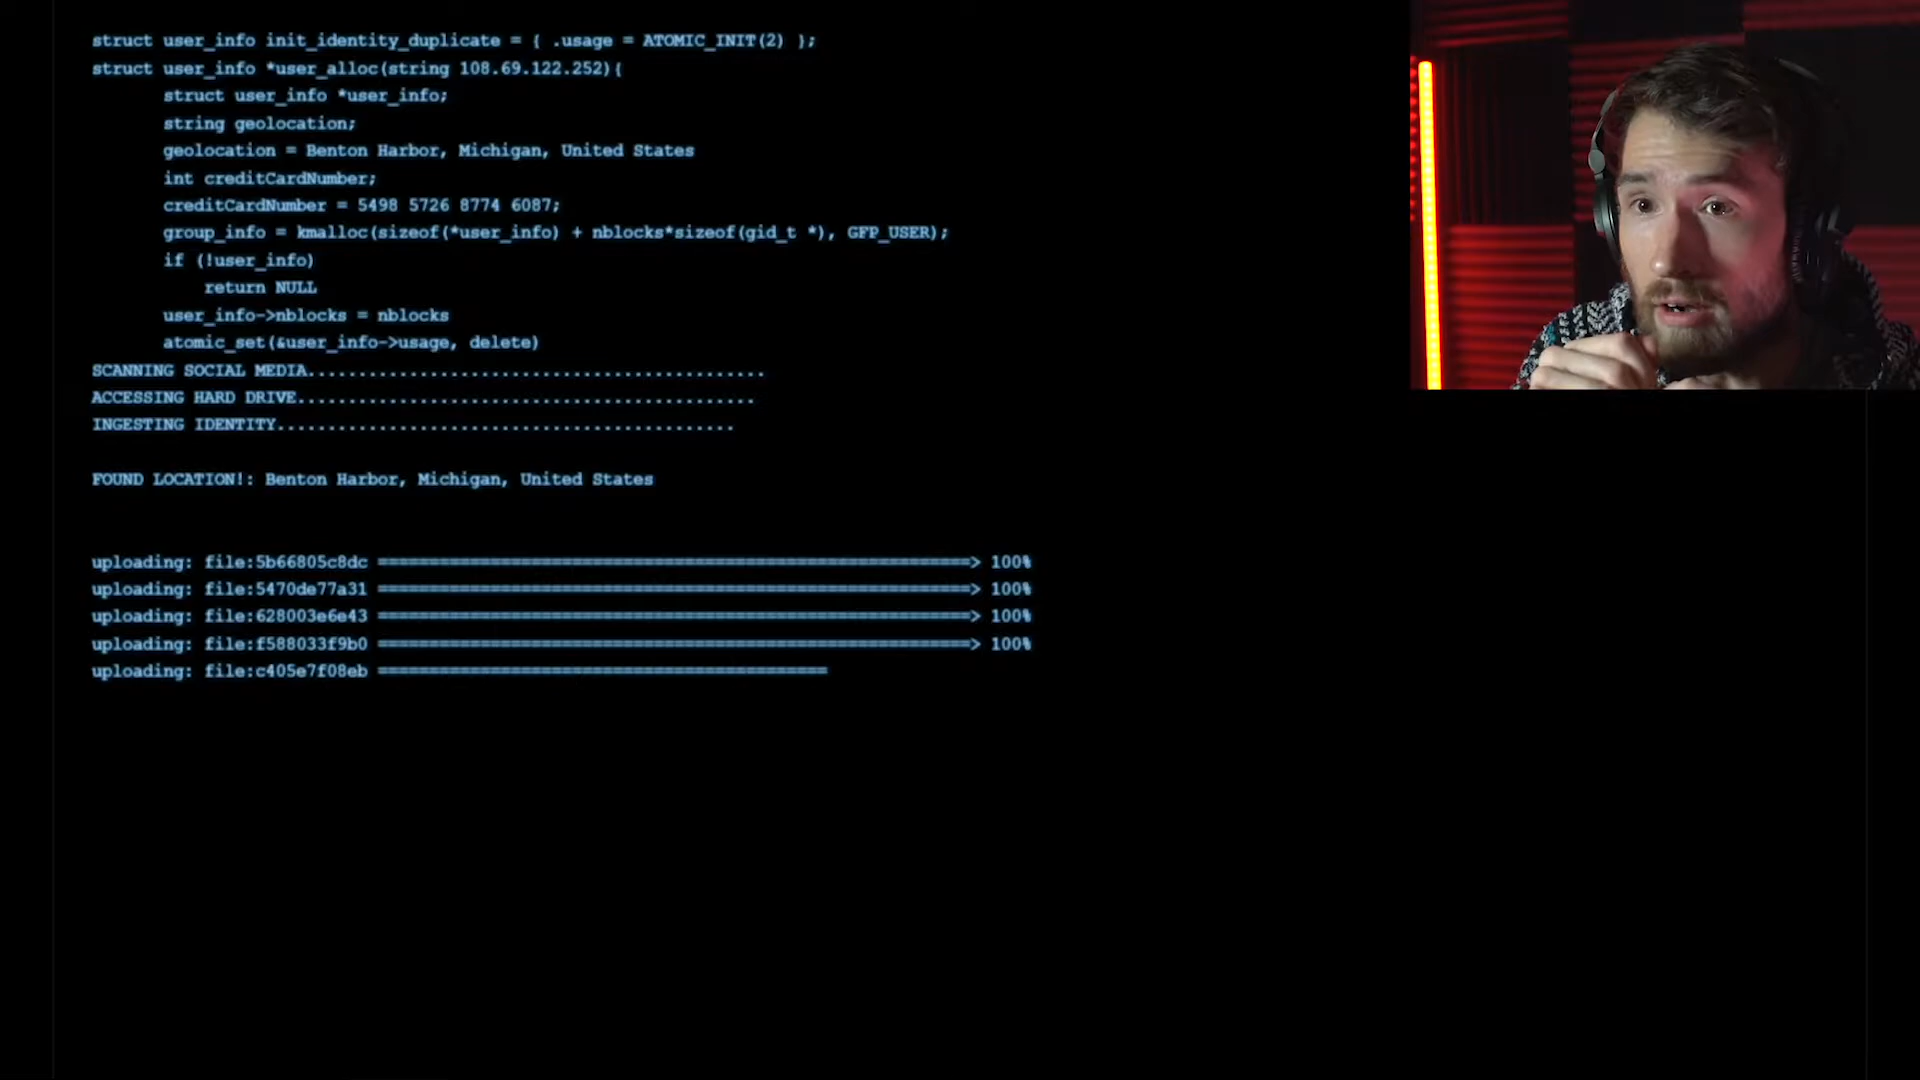 struct user_info init_identity_duplicate = { .usage = ATOMIC_INIT(2) };
struct user_info *user_alloc(string 108.69.122.252){
struct user_info *user_info;
string geolocation;
geolocation = Benton Harbor, Michigan, United States
int creditCardNumber;
creditCardNumber = 5498 5726 8774 6087;
group_info = kmalloc(sizeof(*user_info) + nblocks*sizeof(gid_t *), GFP_USER);
if (!user_info)
return NULL
user_info->nblocks = nblocks
atomic_set(&user_info->usage, delete)
SCANNING SOCIAL MEDIA.............................................
ACCESSING HARD DRIVE.............................................
INGESTING IDENTITY.............................................
FOUND LOCATION!: Benton Harbor, Michigan, United States
uploading: file:5b66805c8dc ==========================================================> 100%
uploading: file:5470de77a31 ==========================================================> 100%
uploading: file:628003e6e43 ==========================================================> 100%
uploading: file:f588033f9b0 ==========================================================> 100%
uploading: file:c405e7f08eb ============================================